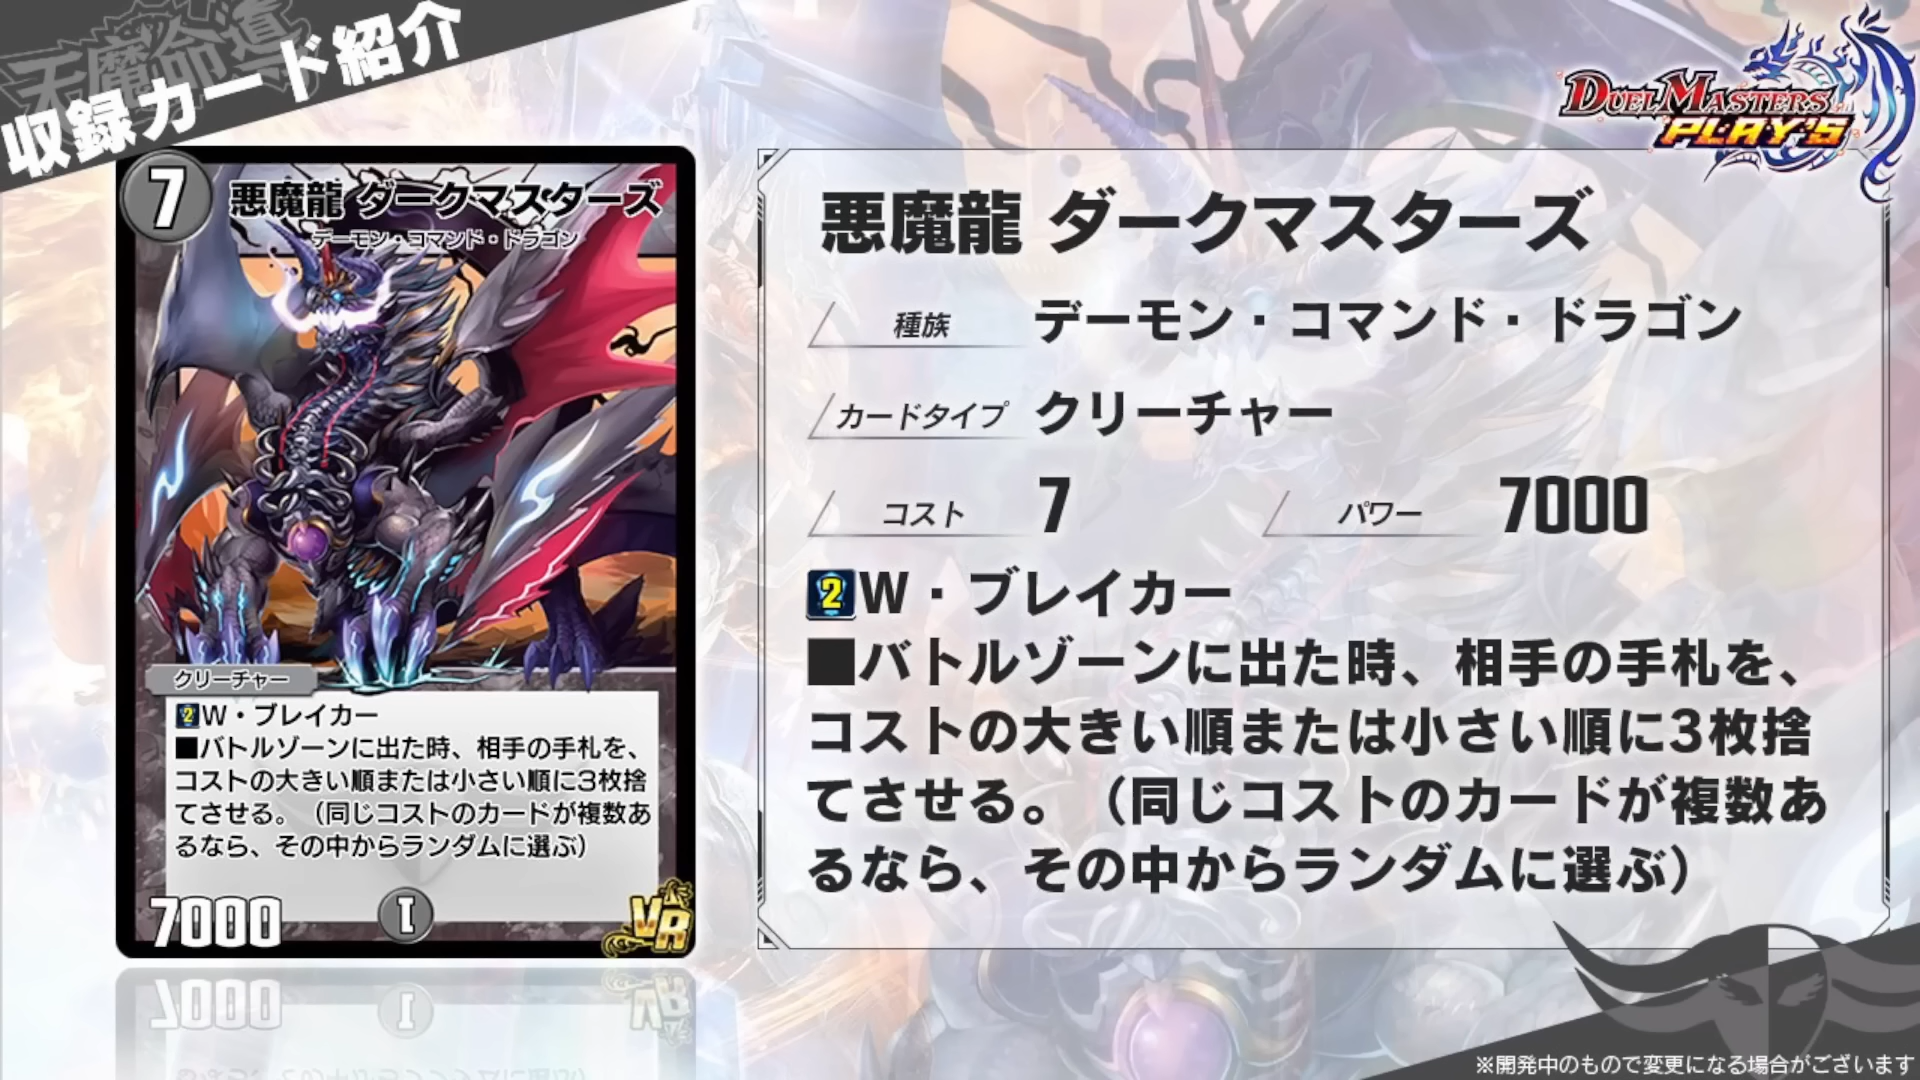 天魔命導
収録カード紹介
DUEL MASTERS
PLAY'S
7
悪魔龍 ダークマスターズ
デーモン・コマンド・ドラゴン
クリーチャー
2 W・ブレイカー
■バトルゾーンに出た時、相手の手札を、
コストの大きい順または小さい順に3枚捨
てさせる。（同じコストのカードが複数あ
るなら、その中からランダムに選ぶ）
7000
I
VR
悪魔龍 ダークマスターズ
種族 デーモン・コマンド・ドラゴン
カードタイプ クリーチャー
コスト 7 パワー 7000
2 W・ブレイカー
■バトルゾーンに出た時、相手の手札を、
コストの大きい順または小さい順に3枚捨
てさせる。（同じコストのカードが複数あ
るなら、その中からランダムに選ぶ）
※開発中のもので変更になる場合がございます